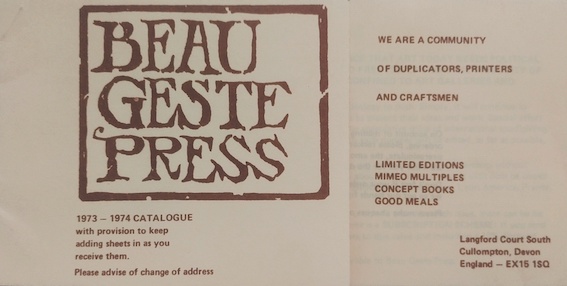 BEAU
GESTE
PRESS
1973 – 1974 CATALOGUE
with provision to keep
adding sheets in as you
receive them.
Please advise of change of address
WE ARE A COMMUNITY
OF DUPLICATORS, PRINTERS
AND CRAFTSMEN
LIMITED EDITIONS
MIMEO MULTIPLES
CONCEPT BOOKS
GOOD MEALS
Langford Court South
Cullompton, Devon
England – EX15 1SQ